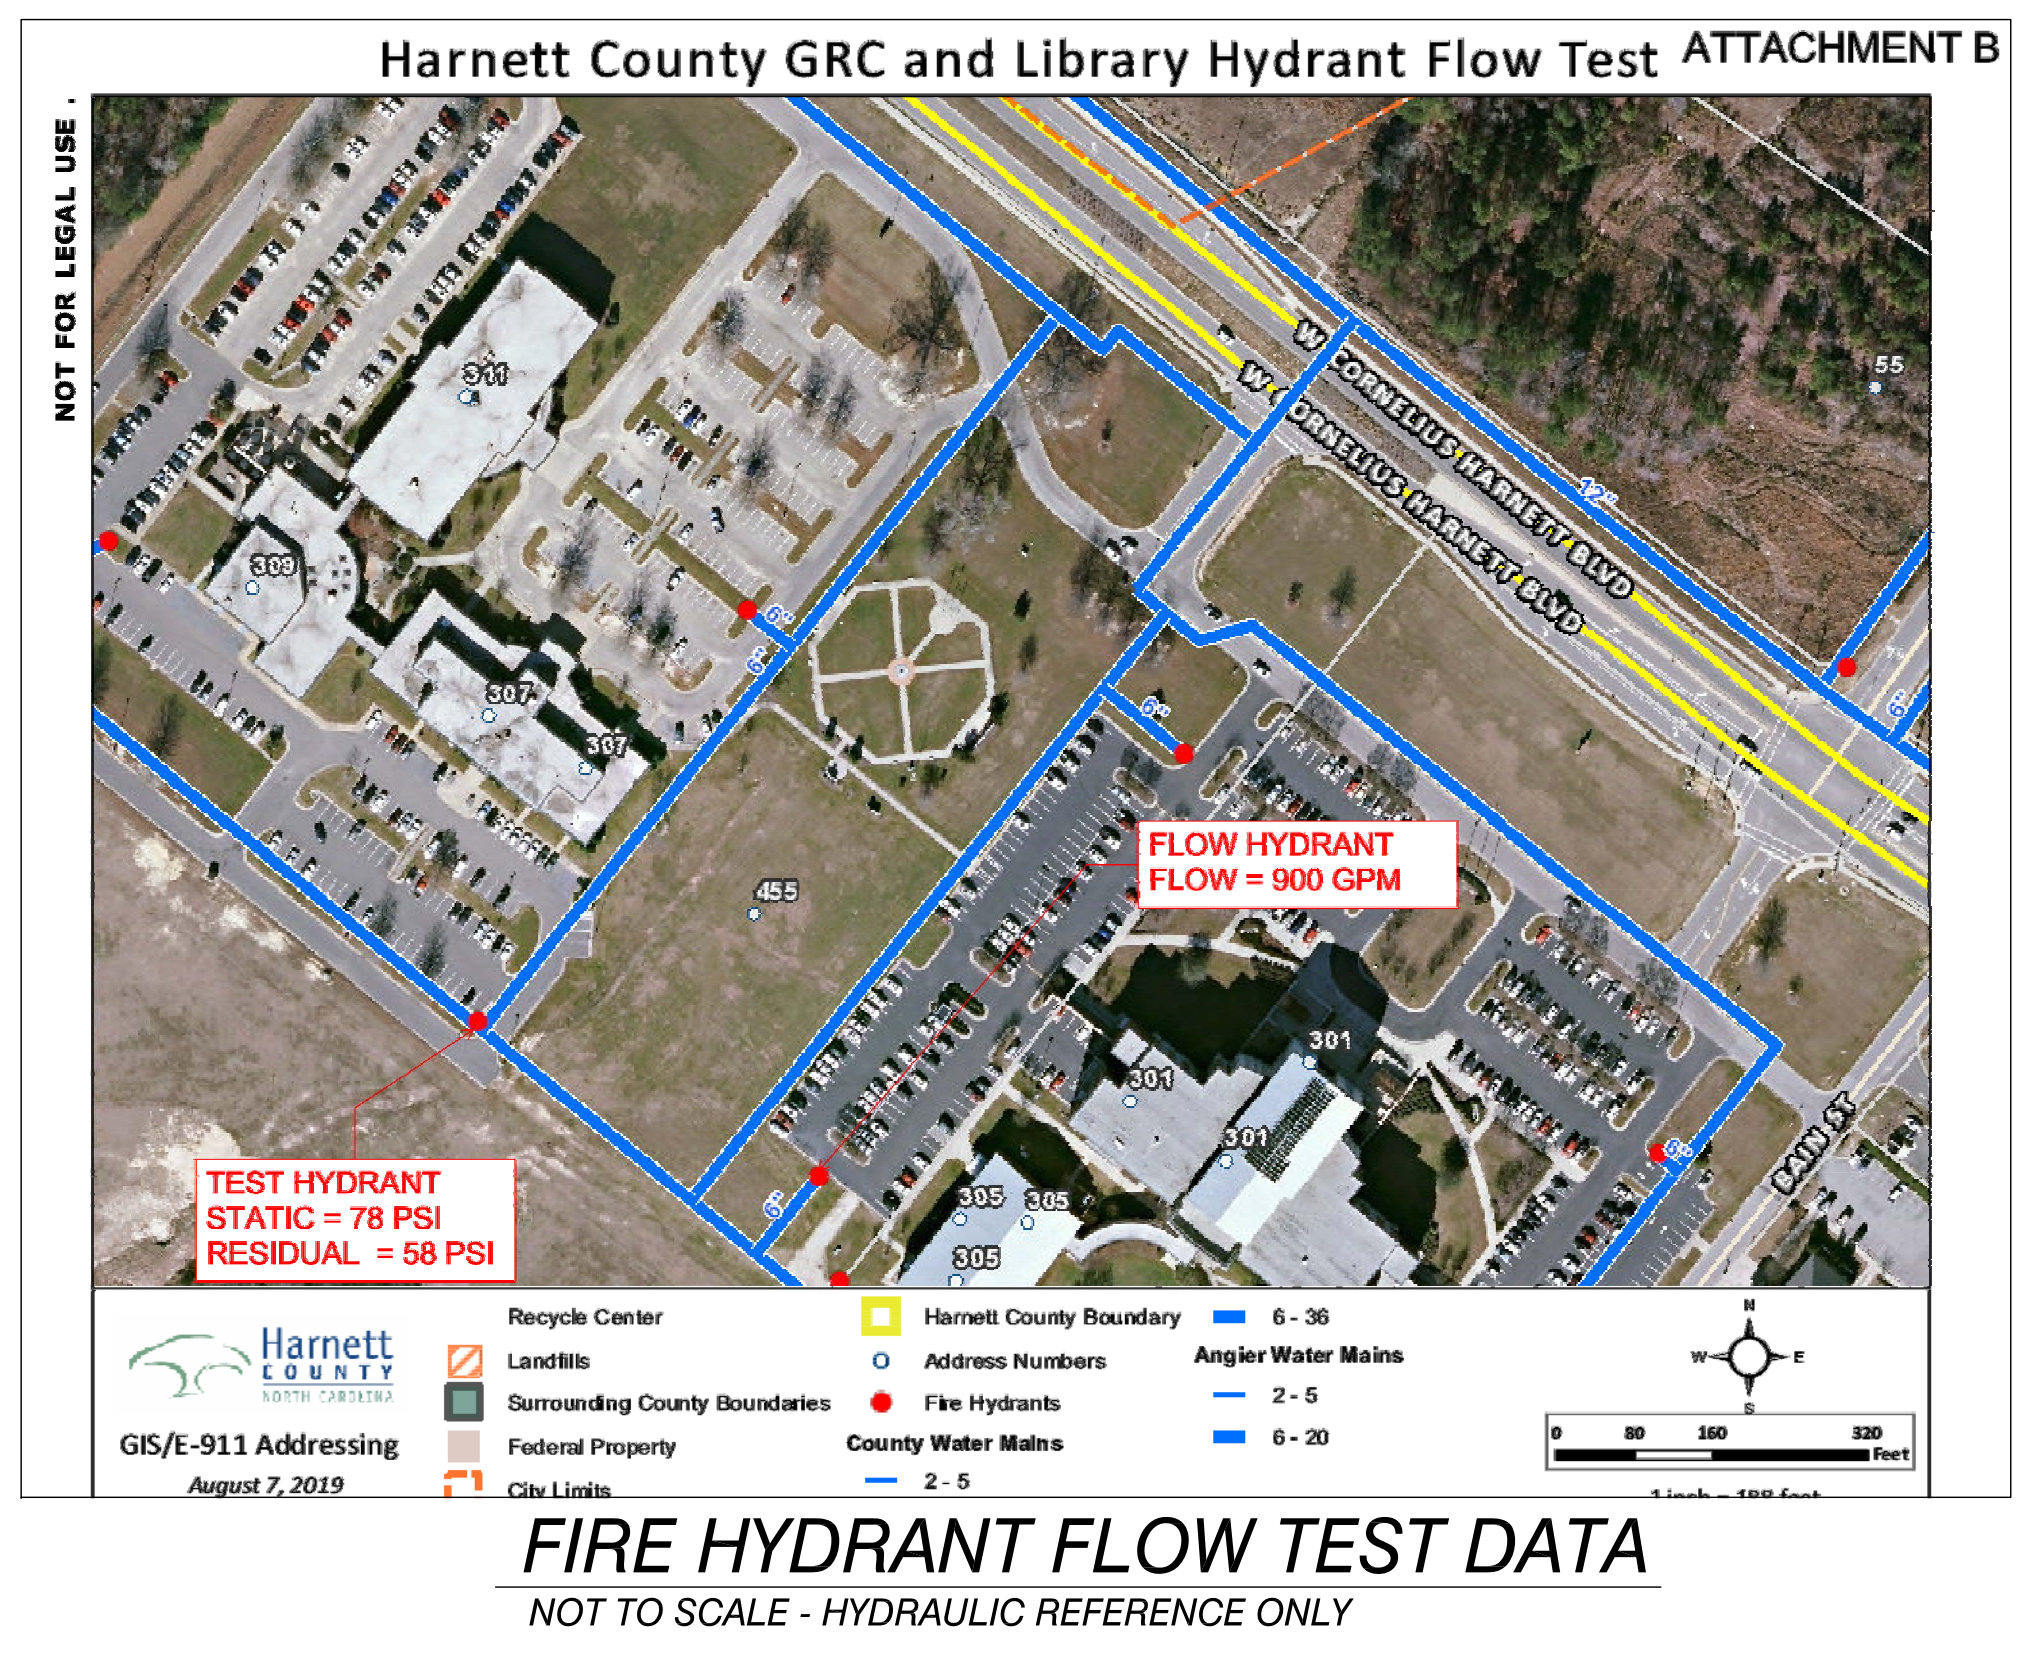 Harnett County GRC and Library Hydrant Flow Test
ATTACHMENT B
NOT FOR LEGAL USE .
311
309
307
307
6"
6"
455
W CORNELIUS HARNETT BLVD
W CORNELIUS HARNETT BLVD
12"
55
6"
6"
FLOW HYDRANT
FLOW = 900 GPM
301
301
301
305
305
305
6"
6"
BAIN ST
TEST HYDRANT
STATIC = 78 PSI
RESIDUAL = 58 PSI
Harnett
COUNTY
NORTH CAROLINA
GIS/E-911 Addressing
August 7, 2019
Recycle Center
Landfills
Surrounding County Boundaries
Federal Property
City Limits
Harnett County Boundary
Address Numbers
Fire Hydrants
County Water Mains
2 - 5
6 - 36
Angier Water Mains
2 - 5
6 - 20
N
W
E
S
0 80 160 320
Feet
1 inch = 188 feet
FIRE HYDRANT FLOW TEST DATA
NOT TO SCALE - HYDRAULIC REFERENCE ONLY